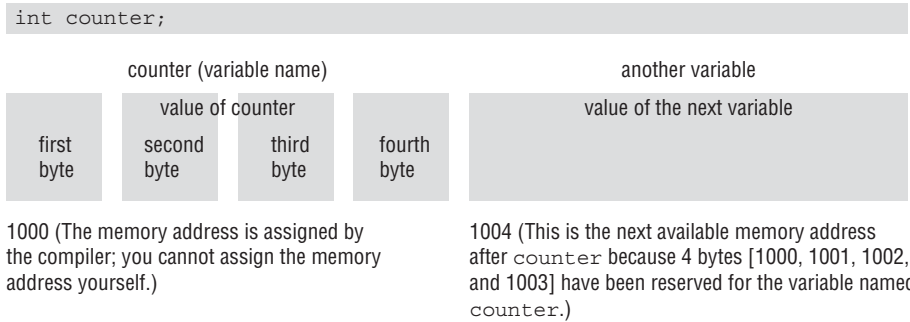 int counter;
counter (variable name)
another variable
value of counter
value of the next variable
first second third fourth
byte byte byte byte
1000 (The memory address is assigned by
the compiler; you cannot assign the memory
address yourself.)
1004 (This is the next available memory address
after counter because 4 bytes [1000, 1001, 1002,
and 1003] have been reserved for the variable named
counter.)